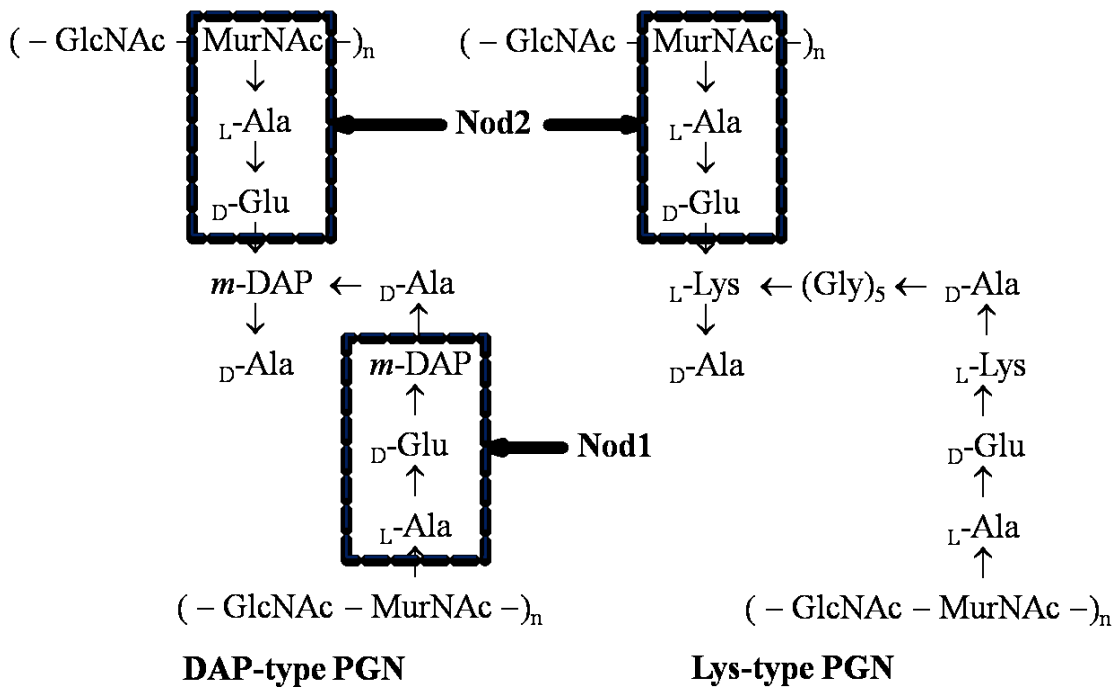 ( – GlcNAc – MurNAc –)n ( – GlcNAc – MurNAc –)n
↓ ↓
L-Ala Nod2 L-Ala
↓ ↓
D-Glu D-Glu
↓ ↓
m-DAP ← D-Ala L-Lys ← (Gly)5 ← D-Ala
↓ ↑ ↓ ↑
D-Ala m-DAP D-Ala L-Lys
↑ ↑
D-Glu Nod1 D-Glu
↑ ↑
L-Ala L-Ala
↑ ↑
( – GlcNAc – MurNAc –)n ( – GlcNAc – MurNAc –)n
DAP-type PGN Lys-type PGN